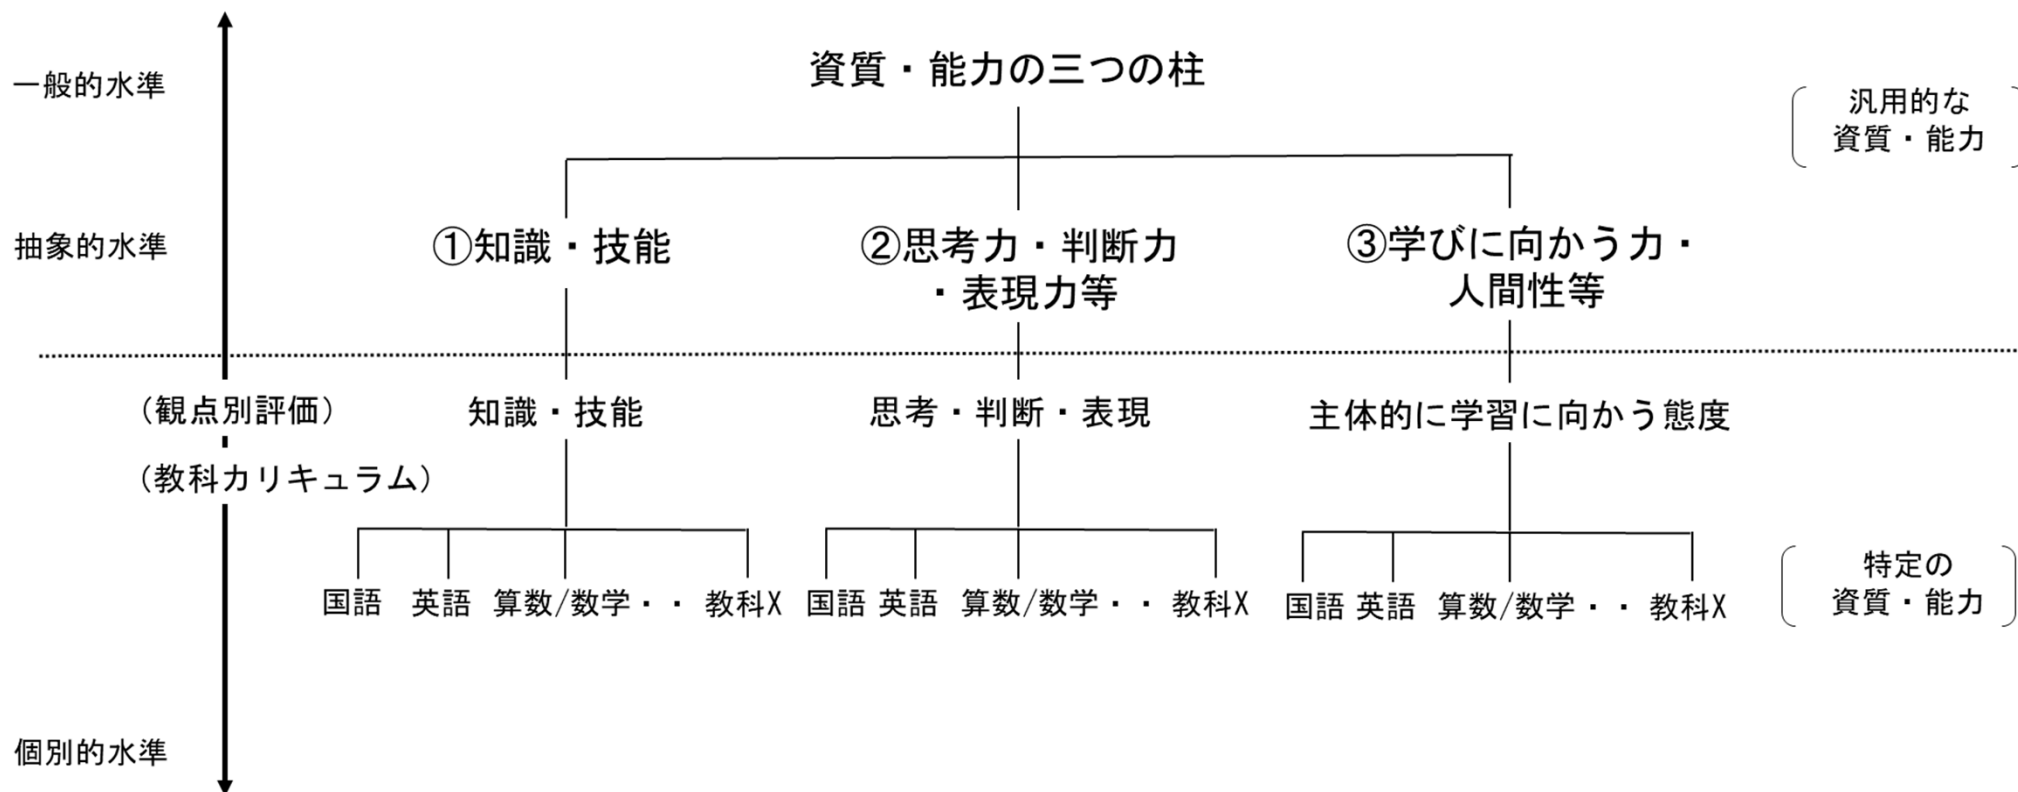 一般的水準
資質・能力の三つの柱
汎用的な
資質・能力
抽象的水準
①知識・技能
②思考力・判断力
・表現力等
③学びに向かう力・
人間性等
(観点別評価)
知識・技能
思考・判断・表現
主体的に学習に向かう態度
(教科カリキュラム)
国語 英語 算数/数学・・ 教科X
国語 英語 算数/数学・・ 教科X
国語 英語 算数/数学・・ 教科X
特定の
資質・能力
個別的水準